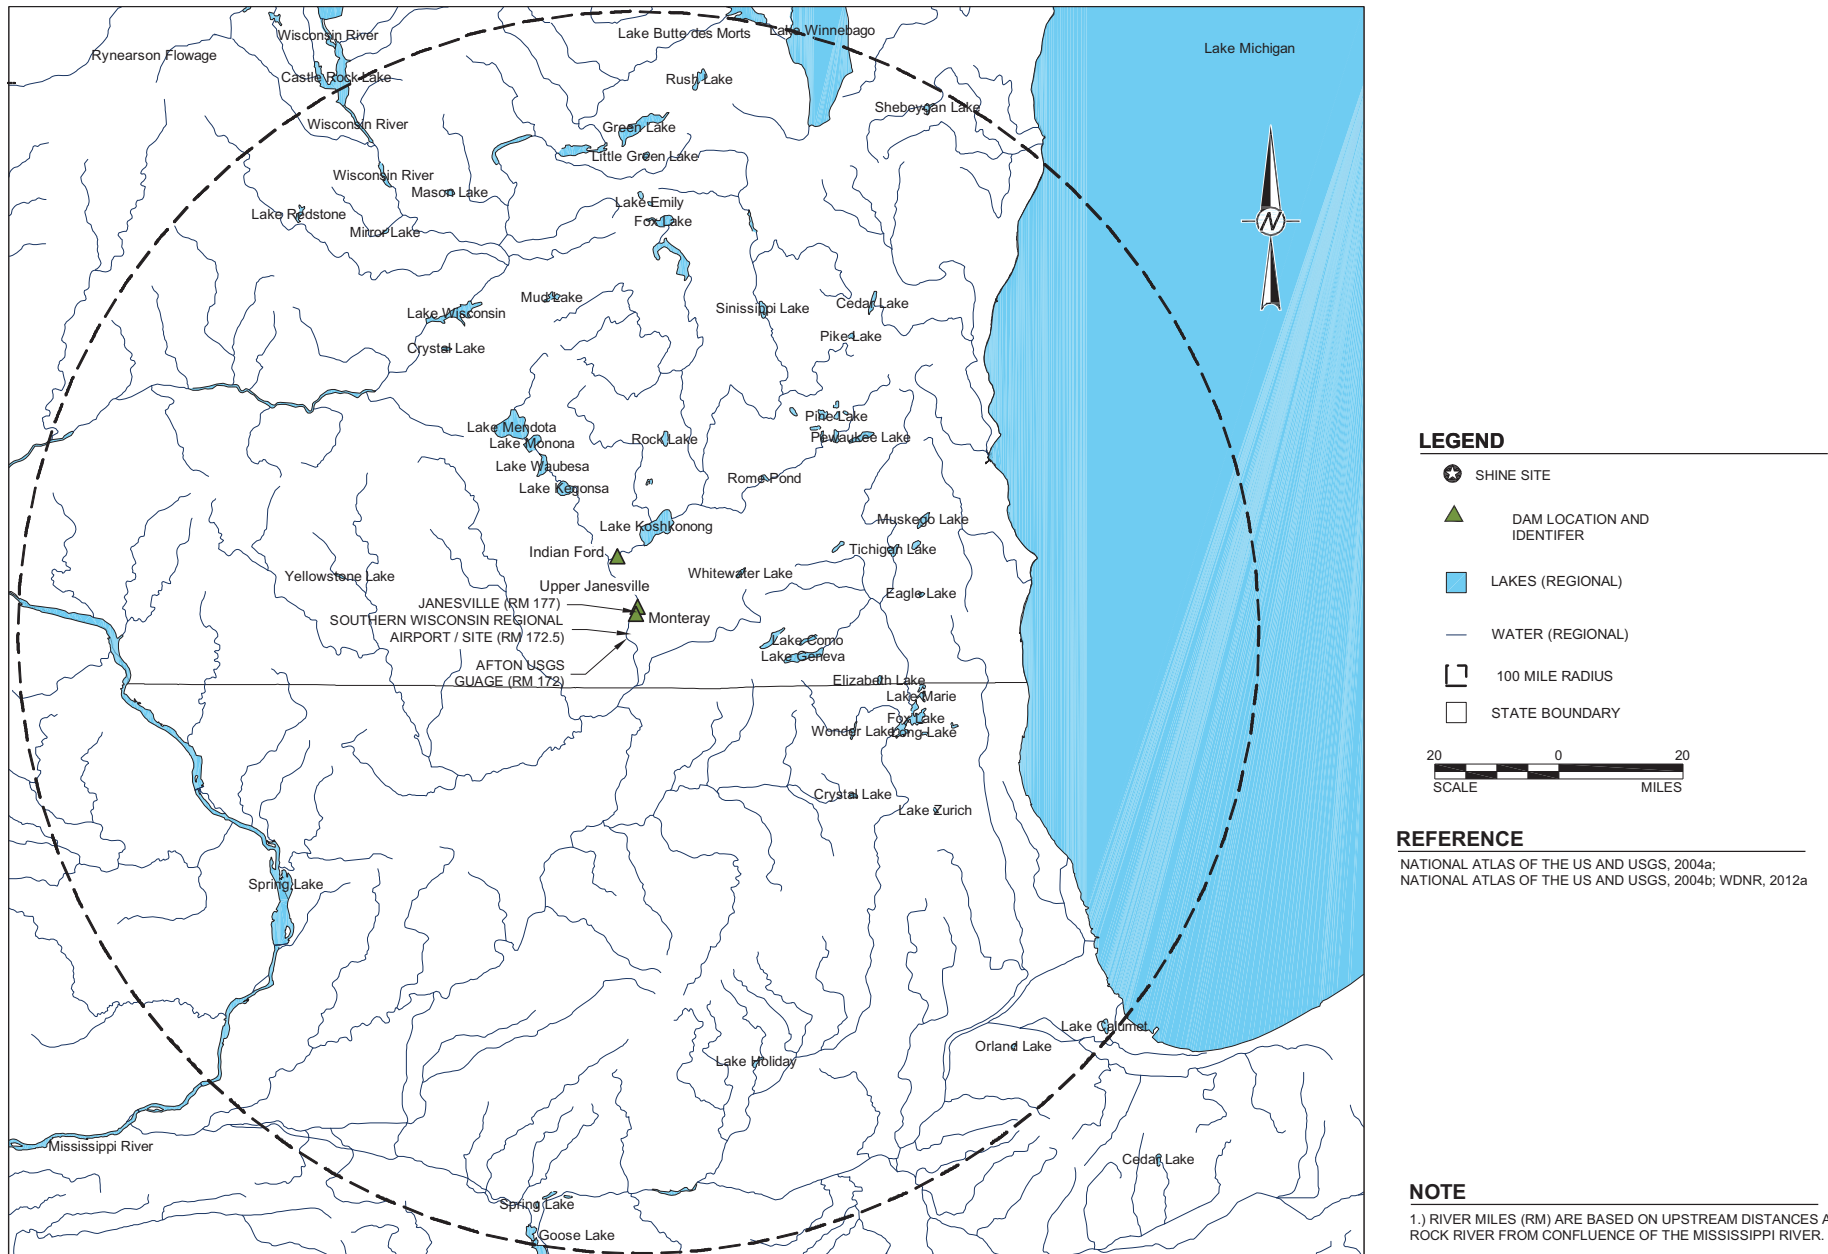 Rynearson Flowage
Wisconsin River
Lake Butte des Morts
Lake Winnebago
Lake Michigan
Castle Rock Lake
Rush Lake
Sheboygan Lake
Wisconsin River
Green Lake
Little Green Lake
Wisconsin River
Mason Lake
Lake Redstone
Mirror Lake
Lake Emily
Fox Lake
N
Mud Lake
Lake Wisconsin
Sinissippi Lake
Cedar Lake
Crystal Lake
Pike Lake
Lake Mendota
Lake Monona
Rock Lake
Pine Lake
Pewaukee Lake
Lake Waubesa
Lake Kegonsa
Rome Pond
Lake Koshkonong
Muskego Lake
Indian Ford
Tichigan Lake
Yellowstone Lake
Upper Janesville
Whitewater Lake
Eagle Lake
JANESVILLE (RM 177)
Monteray
SOUTHERN WISCONSIN REGIONAL
AIRPORT / SITE (RM 172.5)
Lake Como
Lake Geneva
AFTON USGS
GUAGE (RM 172)
Elizabeth Lake
Lake Marie
Fox Lake
Wonder Lake
Long Lake
Crystal Lake
Lake Zurich
Spring Lake
Lake Calumet
Orland Lake
Lake Holiday
Mississippi River
Cedar Lake
Spring Lake
Goose Lake
LEGEND
SHINE SITE
DAM LOCATION AND
IDENTIFER
LAKES (REGIONAL)
WATER (REGIONAL)
100 MILE RADIUS
STATE BOUNDARY
20 0 20
SCALE MILES
REFERENCE
NATIONAL ATLAS OF THE US AND USGS, 2004a;
NATIONAL ATLAS OF THE US AND USGS, 2004b; WDNR, 2012a
NOTE
1.) RIVER MILES (RM) ARE BASED ON UPSTREAM DISTANCES
ROCK RIVER FROM CONFLUENCE OF THE MISSISSIPPI RIVER.